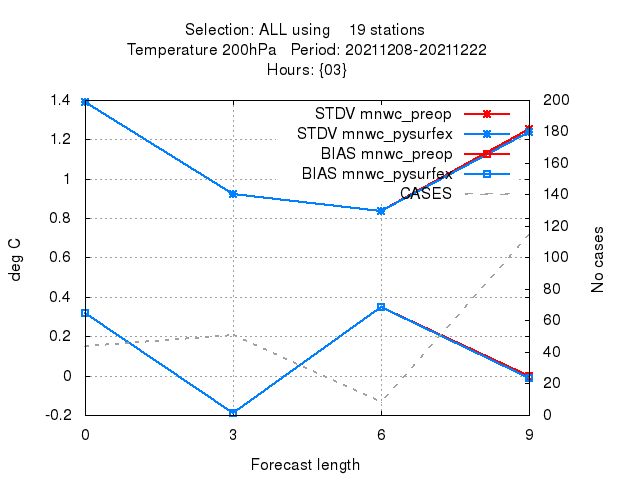 Selection: ALL using 19 stations
Temperature 200hPa Period: 20211208-20211222
Hours: {03}
1.4
1.2
1
0.8
0.6
0.4
0.2
0
-0.2
deg C
STDV mnwc_preop
STDV mnwc_pysurfex
BIAS mnwc_preop
BIAS mnwc_pysurfex
CASES
200
180
160
140
120
100
80
60
40
20
0
No cases
0 3 6 9
Forecast length